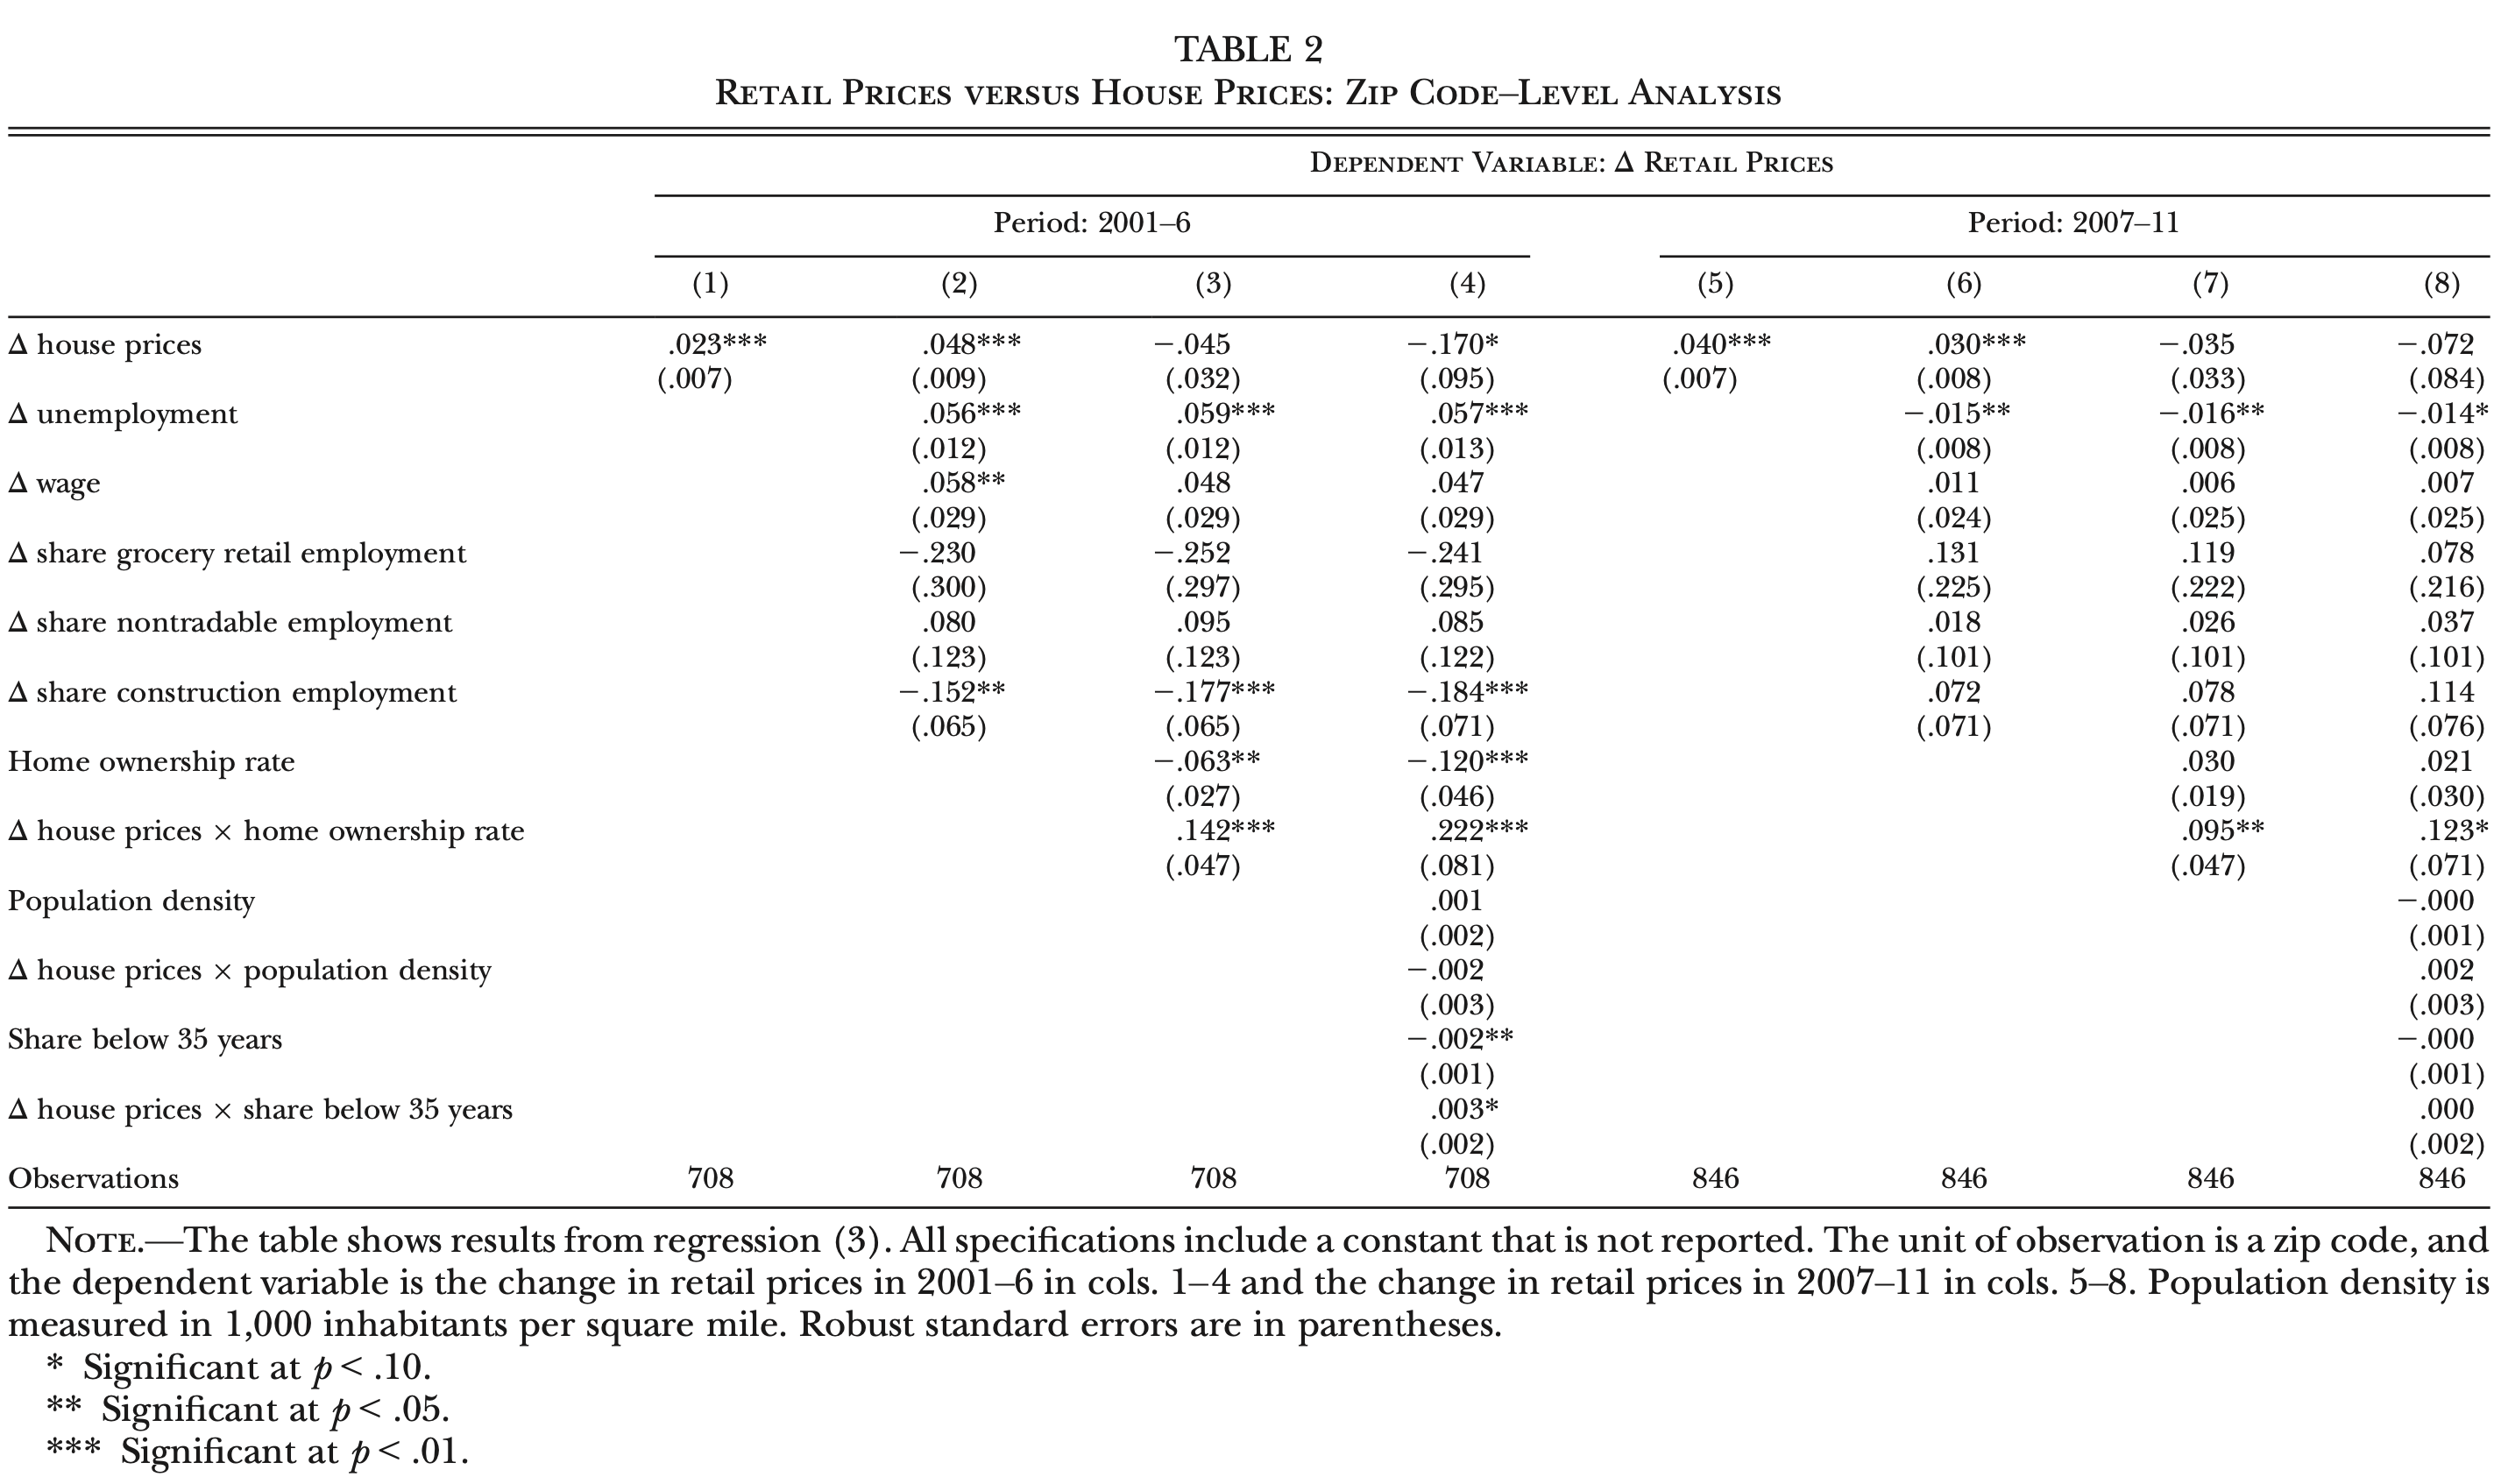 TABLE 2
Retail Prices versus House Prices: Zip Code–Level Analysis
Dependent Variable: Δ Retail Prices
Period: 2001–6 Period: 2007–11
(1) (2) (3) (4) (5) (6) (7) (8)
Δ house prices .023*** .048*** −.045 −.170* .040*** .030*** −.035 −.072
(.007) (.009) (.032) (.095) (.007) (.008) (.033) (.084)
Δ unemployment .056*** .059*** .057*** −.015** −.016** −.014*
(.012) (.012) (.013) (.008) (.008) (.008)
Δ wage .058** .048 .047 .011 .006 .007
(.029) (.029) (.029) (.024) (.025) (.025)
Δ share grocery retail employment −.230 −.252 −.241 .131 .119 .078
(.300) (.297) (.295) (.225) (.222) (.216)
Δ share nontradable employment .080 .095 .085 .018 .026 .037
(.123) (.123) (.122) (.101) (.101) (.101)
Δ share construction employment −.152** −.177*** −.184*** .072 .078 .114
(.065) (.065) (.071) (.071) (.071) (.076)
Home ownership rate −.063** −.120*** .030 .021
(.027) (.046) (.019) (.030)
Δ house prices × home ownership rate .142*** .222*** .095** .123*
(.047) (.081) (.047) (.071)
Population density .001 −.000
(.002) (.001)
Δ house prices × population density −.002 .002
(.003) (.003)
Share below 35 years −.002** −.000
(.001) (.001)
Δ house prices × share below 35 years .003* .000
(.002) (.002)
Observations 708 708 708 708 846 846 846 846
Note.—The table shows results from regression (3). All specifications include a constant that is not reported. The unit of observation is a zip code, and
the dependent variable is the change in retail prices in 2001–6 in cols. 1–4 and the change in retail prices in 2007–11 in cols. 5–8. Population density is
measured in 1,000 inhabitants per square mile. Robust standard errors are in parentheses.
* Significant at p < .10.
** Significant at p < .05.
*** Significant at p < .01.